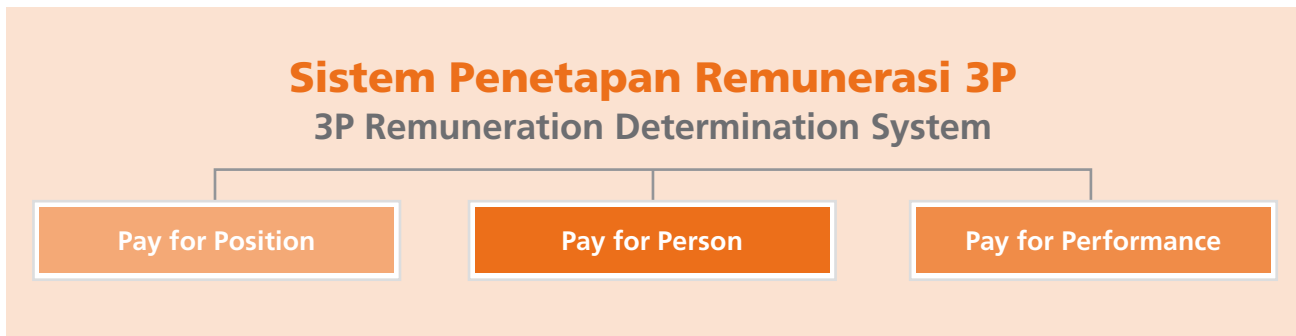 Sistem Penetapan Remunerasi 3P
3P Remuneration Determination System
Pay for Position
Pay for Person
Pay for Performance